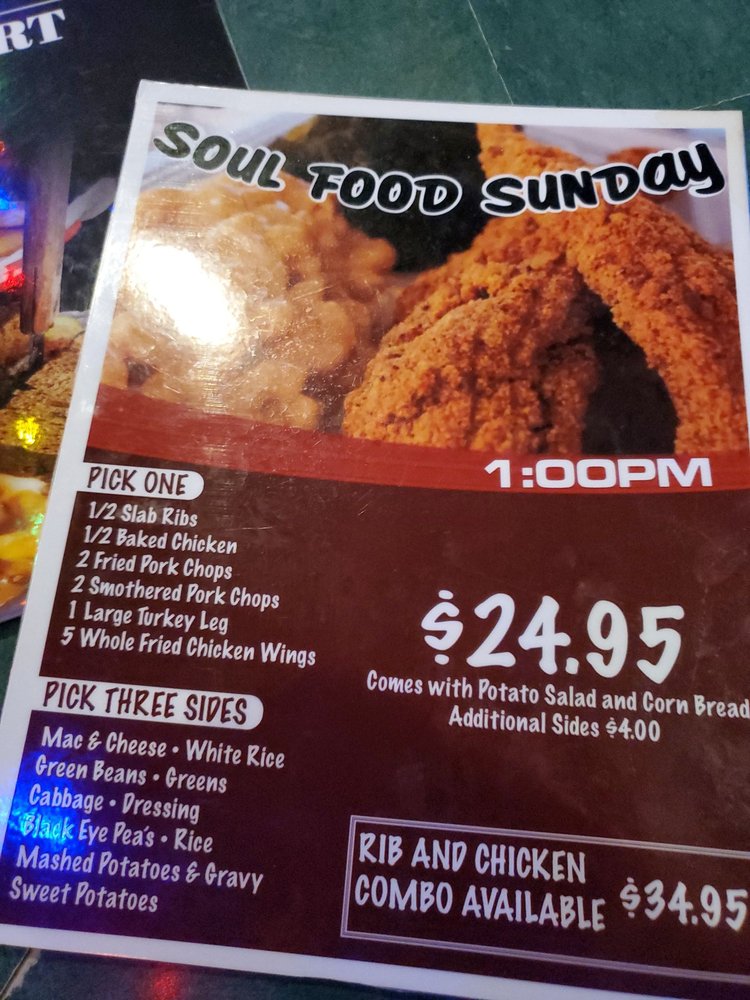 RT
SOUL FOOD SUNDAY
1:00PM
PICK ONE
1/2 Slab Ribs
1/2 Baked Chicken
2 Fried Pork Chops
2 Smothered Pork Chops
1 Large Turkey Leg
5 Whole Fried Chicken Wings
$24.95
Comes with Potato Salad and Corn Bread
Additional Sides $4.00
PICK THREE SIDES
Mac & Cheese • White Rice
Green Beans • Greens
Cabbage • Dressing
Black Eye Pea's • Rice
Mashed Potatoes & Gravy
Sweet Potatoes
RIB AND CHICKEN
COMBO AVAILABLE $34.95